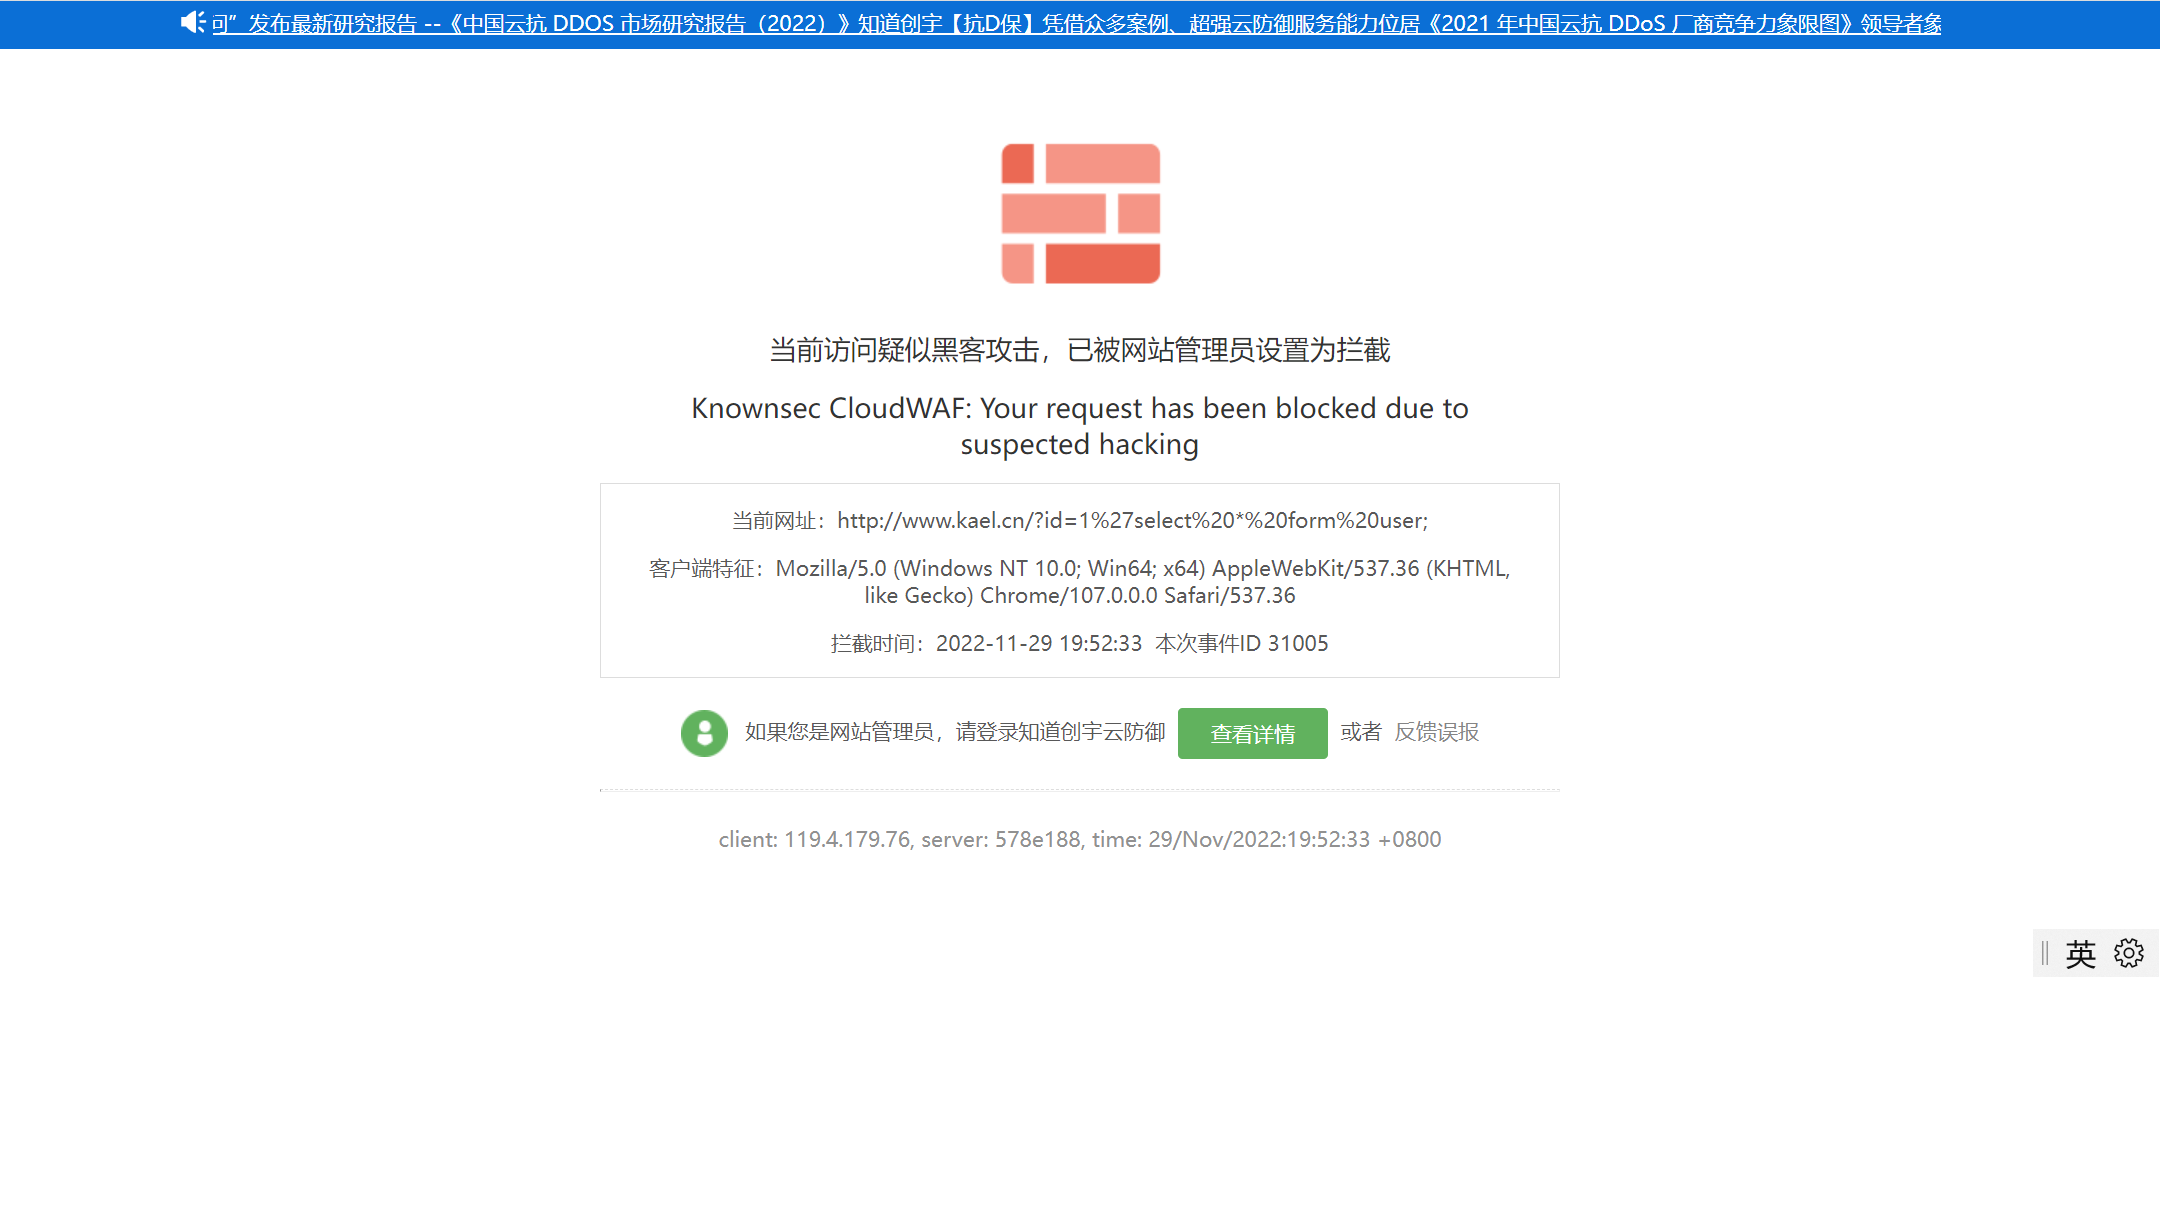 可”发布最新研究报告 --《中国云抗 DDOS 市场研究报告（2022）》知道创宇【抗D保】凭借众多案例、超强云防御服务能力位居《2021 年中国云抗 DDoS 厂商竞争力象限图》领导者象
当前访问疑似黑客攻击，已被网站管理员设置为拦截
Knownsec CloudWAF: Your request has been blocked due to
suspected hacking
当前网址：http://www.kael.cn/?id=1%27select%20*%20form%20user;
客户端特征：Mozilla/5.0 (Windows NT 10.0; Win64; x64) AppleWebKit/537.36 (KHTML,
like Gecko) Chrome/107.0.0.0 Safari/537.36
拦截时间：2022-11-29 19:52:33 本次事件ID 31005
如果您是网站管理员，请登录知道创宇云防御 查看详情 或者 反馈误报
client: 119.4.179.76, server: 578e188, time: 29/Nov/2022:19:52:33 +0800
英